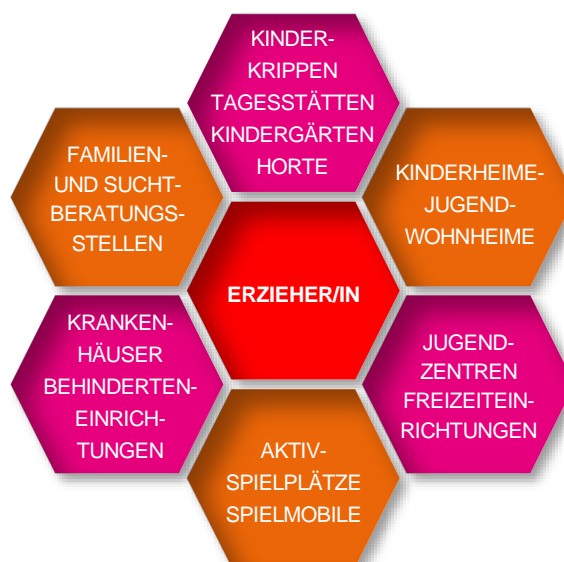 KINDER-
KRIPPEN
TAGESSTÄTTEN
KINDERGÄRTEN
HORTE
FAMILIEN-
UND SUCHT-
BERATUNGS-
STELLEN
KINDERHEIME-
JUGEND-
WOHNHEIME
ERZIEHER/IN
KRANKEN-
HÄUSER
BEHINDERTEN-
EINRICH-
TUNGEN
JUGEND-
ZENTREN
FREIZEITEIN-
RICHTUNGEN
AKTIV-
SPIELPLÄTZE
SPIELMOBILE